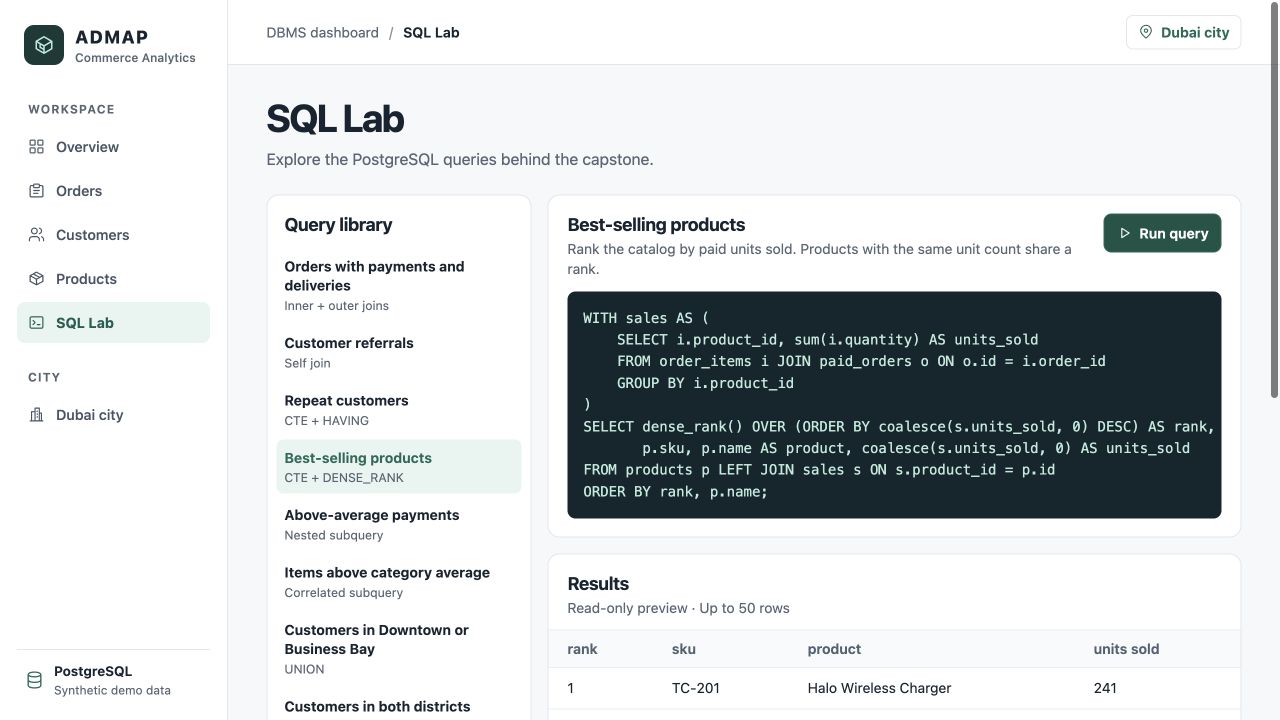 ADMAP
Commerce Analytics
WORKSPACE
Overview
Orders
Customers
Products
SQL Lab
CITY
Dubai city
PostgreSQL
Synthetic demo data
DBMS dashboard / SQL Lab
Dubai city
SQL Lab
Explore the PostgreSQL queries behind the capstone.
Query library
Orders with payments and
deliveries
Inner + outer joins
Customer referrals
Self join
Repeat customers
CTE + HAVING
Best-selling products
CTE + DENSE_RANK
Above-average payments
Nested subquery
Items above category average
Correlated subquery
Customers in Downtown or
Business Bay
UNION
Customers in both districts
Best-selling products
Rank the catalog by paid units sold. Products with the same unit count share a
rank.
Run query
WITH sales AS (
    SELECT i.product_id, sum(i.quantity) AS units_sold
    FROM order_items i JOIN paid_orders o ON o.id = i.order_id
    GROUP BY i.product_id
)
SELECT dense_rank() OVER (ORDER BY coalesce(s.units_sold, 0) DESC) AS rank,
       p.sku, p.name AS product, coalesce(s.units_sold, 0) AS units_sold
FROM products p LEFT JOIN sales s ON s.product_id = p.id
ORDER BY rank, p.name;
Results
Read-only preview · Up to 50 rows
rank sku product units sold
1 TC-201 Halo Wireless Charger 241